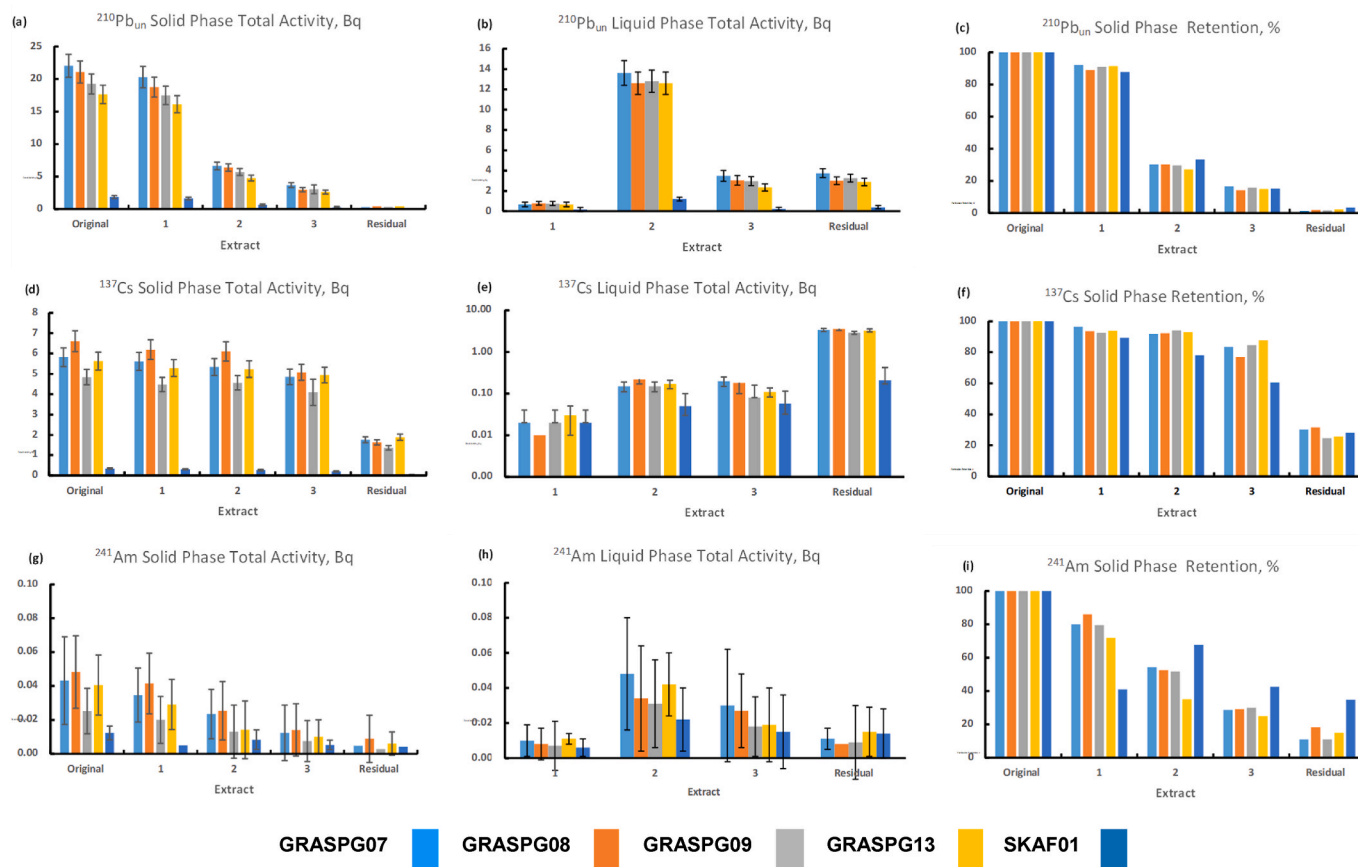 (a)
²¹⁰Pbᵤₙ Solid Phase Total Activity, Bq
25
20
15
10
5
0
Original 1 2 3 Residual
Extract
(b)
²¹⁰Pbᵤₙ Liquid Phase Total Activity, Bq
16
14
12
10
8
6
4
2
0
1 2 3 Residual
Extract
(c)
²¹⁰Pbᵤₙ Solid Phase Retention, %
100
80
60
40
20
0
Original 1 2 3 Residual
Extract
(d)
¹³⁷Cs Solid Phase Total Activity, Bq
8
7
6
5
4
3
2
1
0
Original 1 2 3 Residual
Extract
(e)
¹³⁷Cs Liquid Phase Total Activity, Bq
10.00
1.00
0.10
0.01
0.00
1 2 3 Residual
Extract
(f)
¹³⁷Cs Solid Phase Retention, %
100
80
60
40
20
0
Original 1 2 3 Residual
Extract
(g)
²⁴¹Am Solid Phase Total Activity, Bq
0.10
0.08
0.06
0.04
0.02
0.00
Original 1 2 3 Residual
Extract
(h)
²⁴¹Am Liquid Phase Total Activity, Bq
0.10
0.08
0.06
0.04
0.02
0.00
1 2 3 Residual
Extract
(i)
²⁴¹Am Solid Phase Retention, %
100
80
60
40
20
0
Original 1 2 3 Residual
Extract
GRASPG07 GRASPG08 GRASPG09 GRASPG13 SKAF01